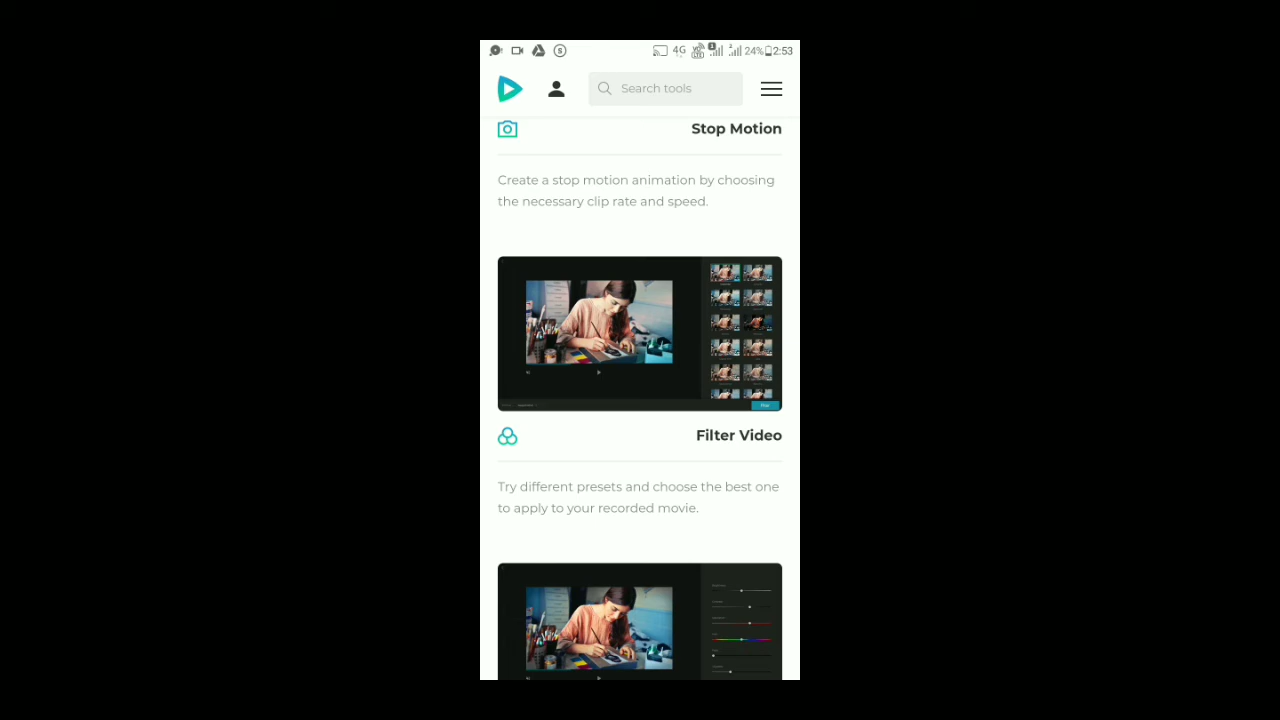 4G 24% 2:53
Search tools
Stop Motion
Create a stop motion animation by choosing
the necessary clip rate and speed.
Filter Video
Try different presets and choose the best one
to apply to your recorded movie.